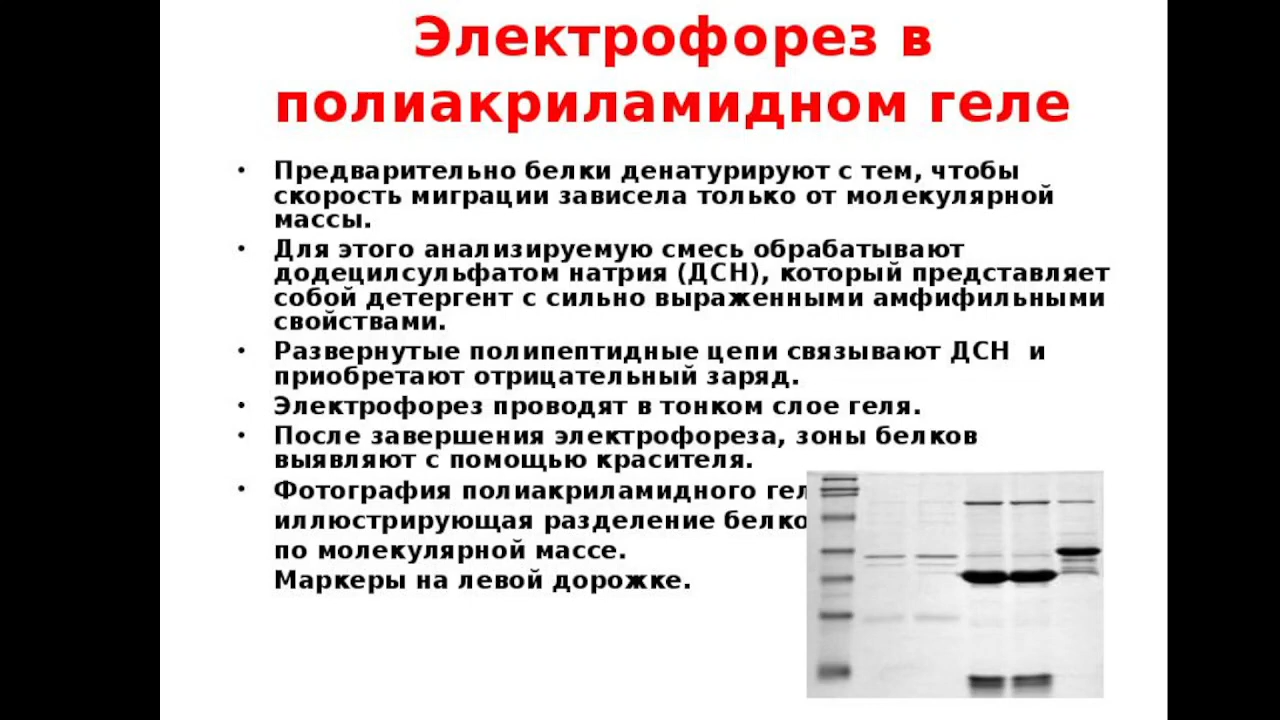 Электрофорез в
полиакриламидном геле
• Предварительно белки денатурируют с тем, чтобы
скорость миграции зависела только от молекулярной
массы.
• Для этого анализируемую смесь обрабатывают
додецилсульфатом натрия (ДСН), который представляет
собой детергент с сильно выраженными амфифильными
свойствами.
• Развернутые полипептидные цепи связывают ДСН и
приобретают отрицательный заряд.
• Электрофорез проводят в тонком слое геля.
• После завершения электрофореза, зоны белков
выявляют с помощью красителя.
• Фотография полиакриламидного гел
иллюстрирующая разделение белко
по молекулярной массе.
Маркеры на левой дорожке.